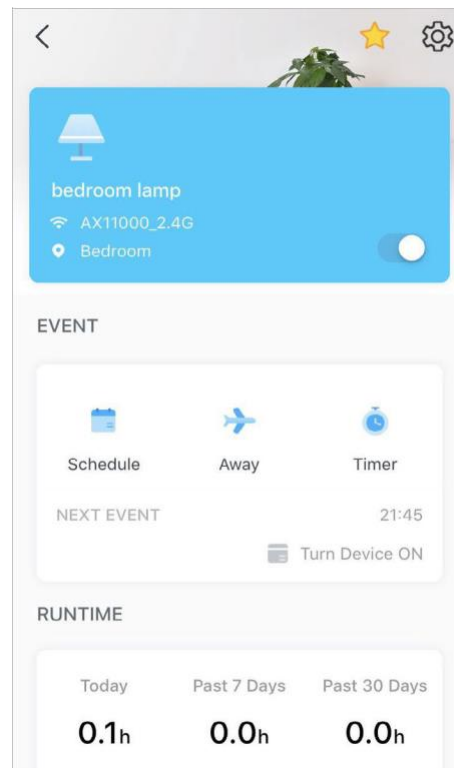 bedroom lamp
AX11000_2.4G
Bedroom
EVENT
Schedule Away Timer
NEXT EVENT 21:45
Turn Device ON
RUNTIME
Today Past 7 Days Past 30 Days
0.1h 0.0h 0.0h